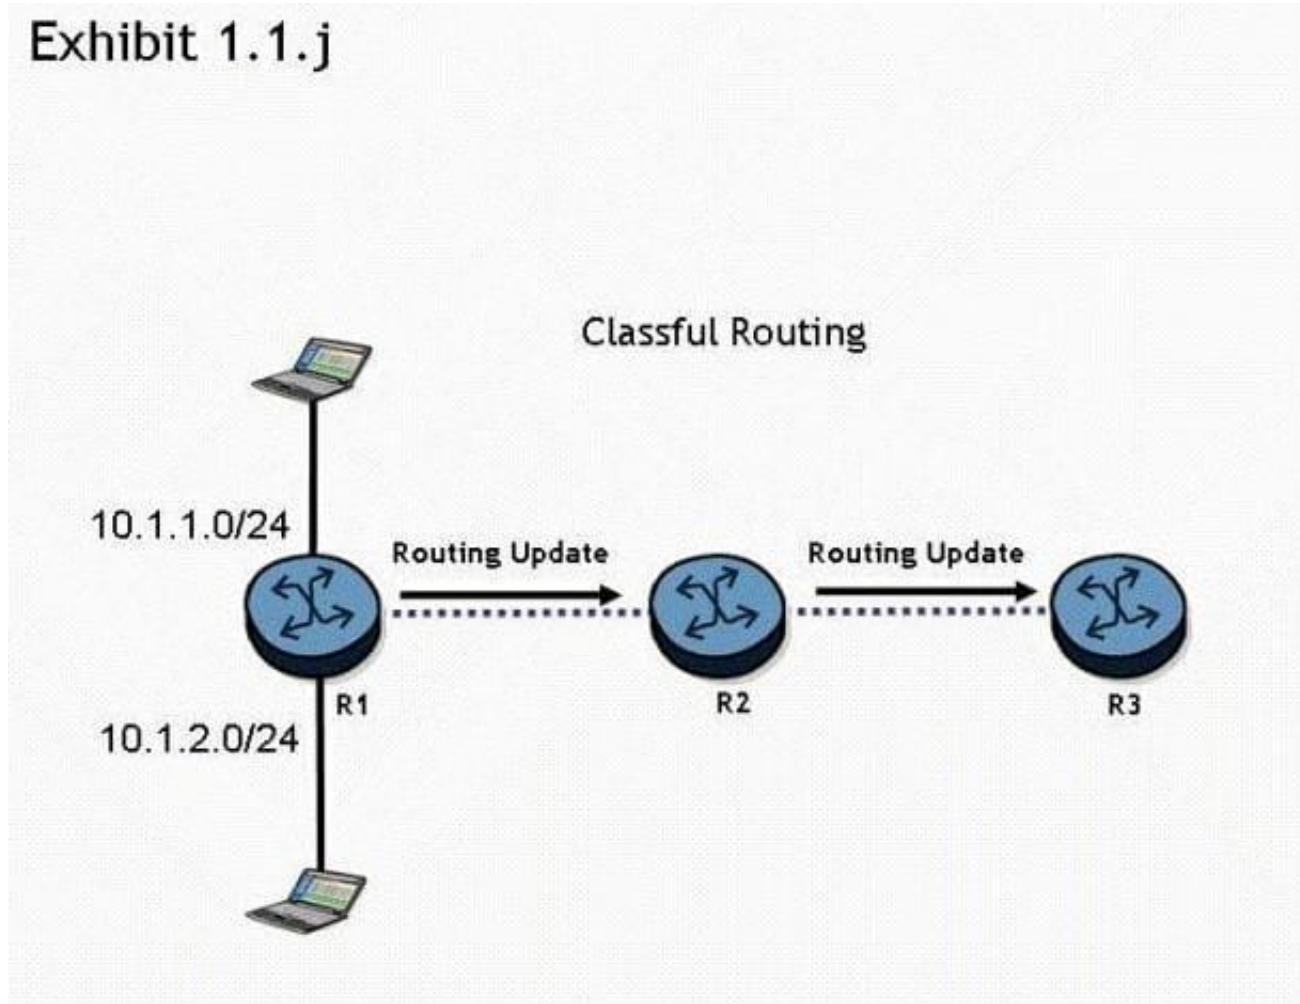 Exhibit 1.1.j
Classful Routing
10.1.1.0/24
Routing Update
Routing Update
R1
R2
R3
10.1.2.0/24